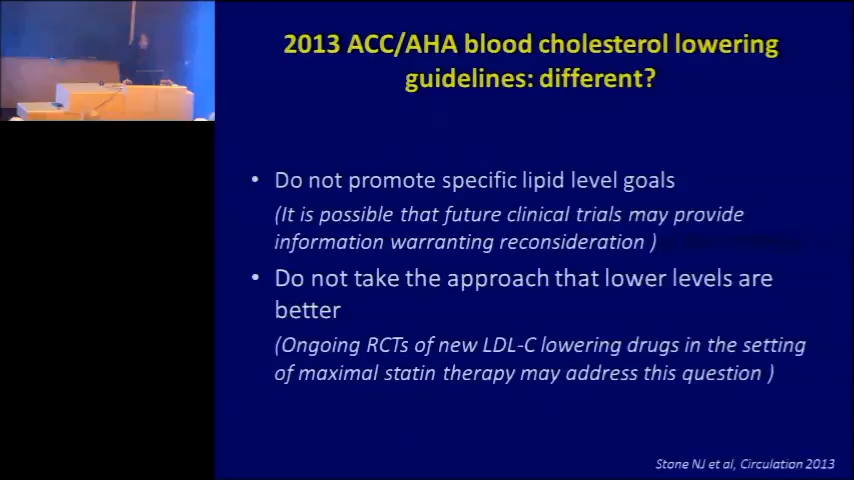 2013 ACC/AHA blood cholesterol lowering
guidelines: different?
• Do not promote specific lipid level goals
(It is possible that future clinical trials may provide
information warranting reconsideration )
• Do not take the approach that lower levels are
better
(Ongoing RCTs of new LDL-C lowering drugs in the setting
of maximal statin therapy may address this question )
Stone NJ et al, Circulation 2013